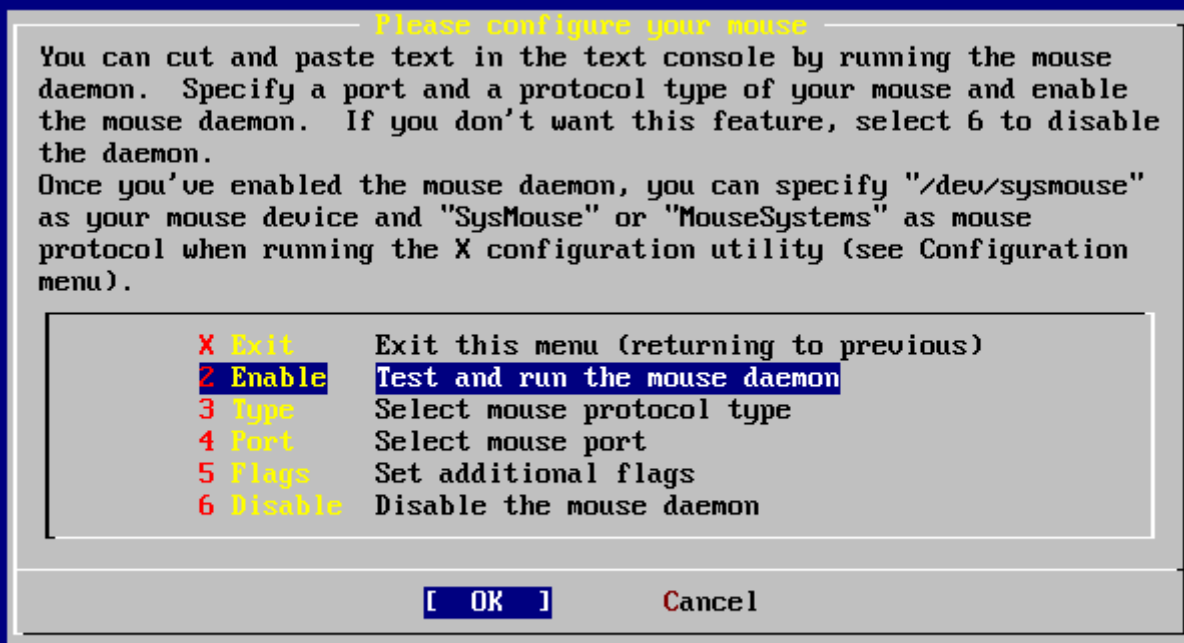 Please configure your mouse
You can cut and paste text in the text console by running the mouse
daemon.  Specify a port and a protocol type of your mouse and enable
the mouse daemon.  If you don't want this feature, select 6 to disable
the daemon.
Once you've enabled the mouse daemon, you can specify "/dev/sysmouse"
as your mouse device and "SysMouse" or "MouseSystems" as mouse
protocol when running the X configuration utility (see Configuration
menu).
X Exit     Exit this menu (returning to previous)
2 Enable   Test and run the mouse daemon
3 Type     Select mouse protocol type
4 Port     Select mouse port
5 Flags    Set additional flags
6 Disable  Disable the mouse daemon
[  OK  ]       Cancel